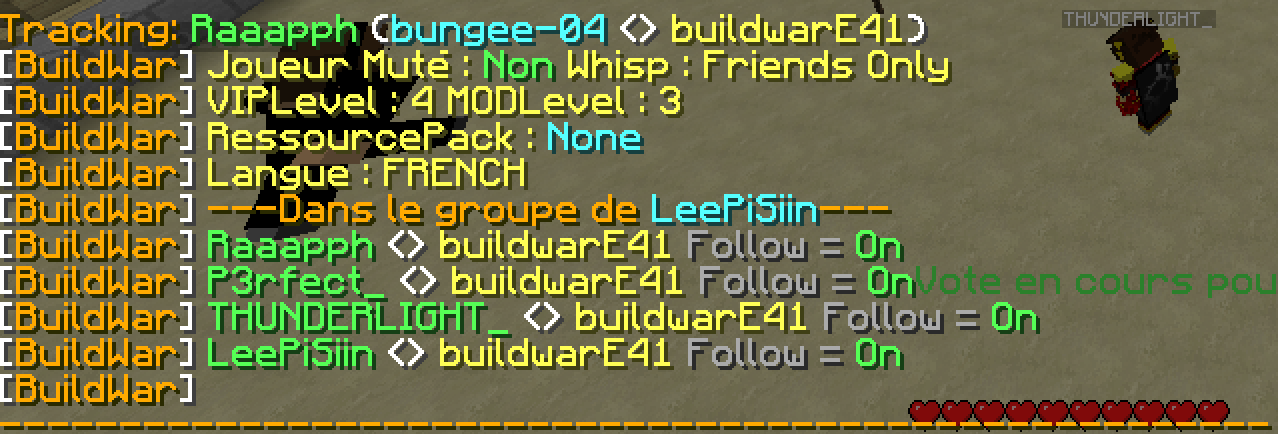 THUNDERLIGHT_
Tracking: Raaapph (bungee-04 <> buildwarE41)
[BuildWar] Joueur Muté : Non Whisp : Friends Only
[BuildWar] VIPLevel : 4 MODLevel : 3
[BuildWar] RessourcePack : None
[BuildWar] Langue : FRENCH
[BuildWar] ---Dans le groupe de LeePiSiin---
[BuildWar] Raaapph <> buildwarE41 Follow = On
[BuildWar] P3rfect_ <> buildwarE41 Follow = On Vote en cours pou
[BuildWar] THUNDERLIGHT_ <> buildwarE41 Follow = On
[BuildWar] LeePiSiin <> buildwarE41 Follow = On
[BuildWar]